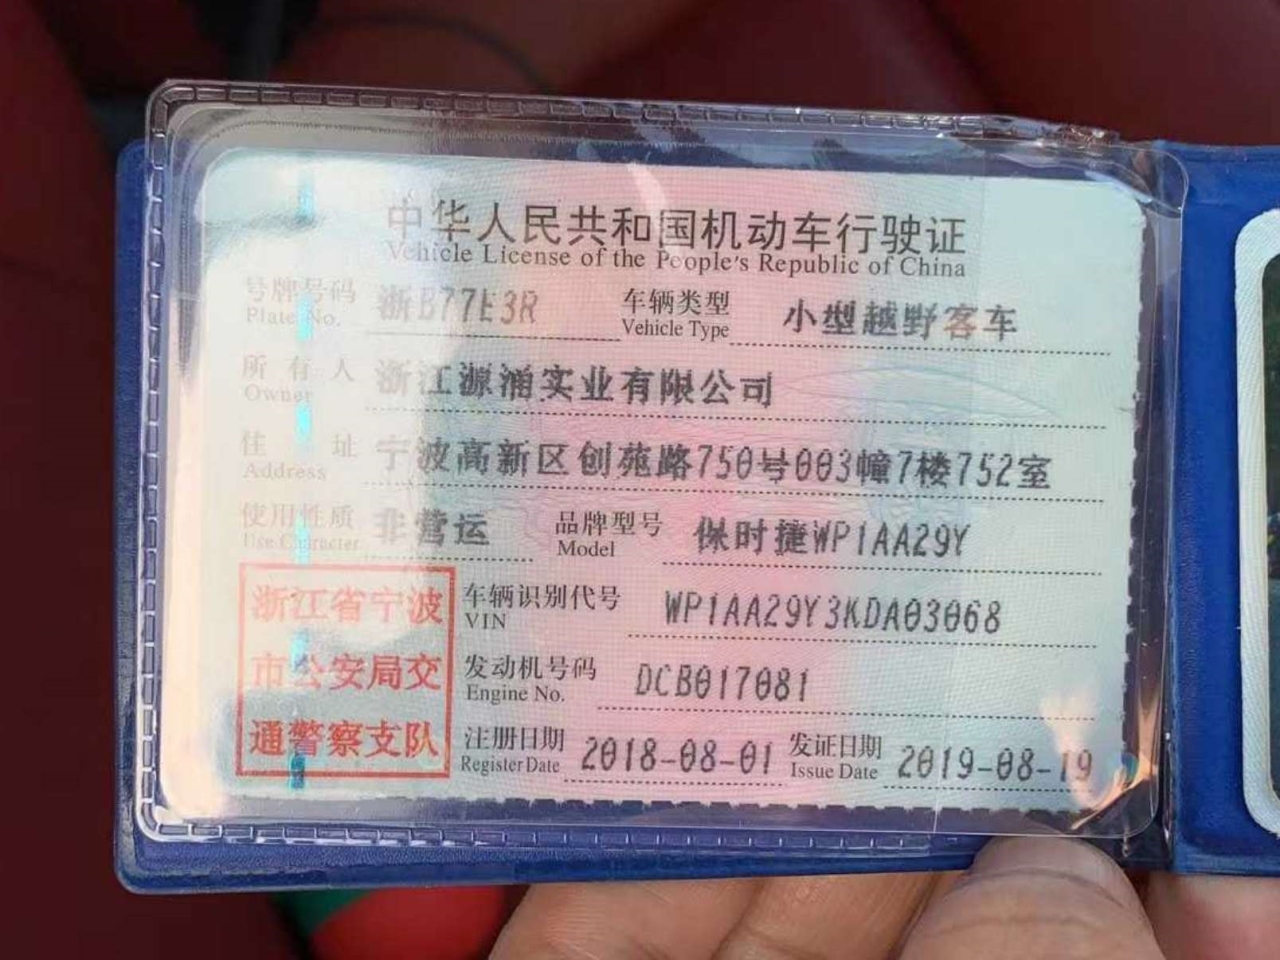 中华人民共和国机动车行驶证
Vehicle License of the People's Republic of China
号牌号码 浙B77E3R 车辆类型 小型越野客车
Plate No. Vehicle Type
所有人 浙江源涌实业有限公司
Owner
住址 宁波高新区创苑路750号003幢7楼752室
Address
使用性质 非营运 品牌型号 保时捷WP1AA29Y
Use Character Model
浙江省宁波
市公安局交
通警察支队
车辆识别代号 WP1AA29Y3KDA03068
VIN
发动机号码 DCB017081
Engine No.
注册日期 2018-08-01 发证日期 2019-08-19
Register Date Issue Date